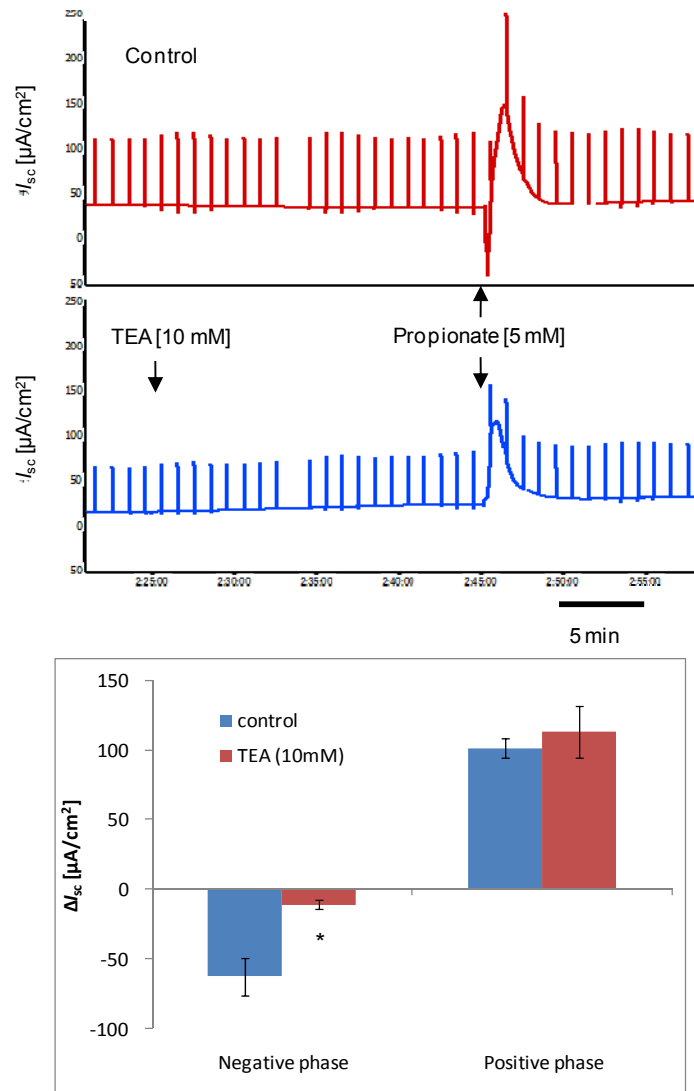 250
Control
200
150
100
50
0
50
Isc [µA/cm²]
TEA [10 mM]
Propionate [5 mM]
250
200
150
100
50
0
50
Isc [µA/cm²]
2:25:00 2:30:00 2:35:00 2:40:00 2:45:00 2:50:00 2:55:00
5 min
150
control
TEA (10mM)
100
50
0
-50
-100
ΔIsc [µA/cm²]
*
Negative phase Positive phase